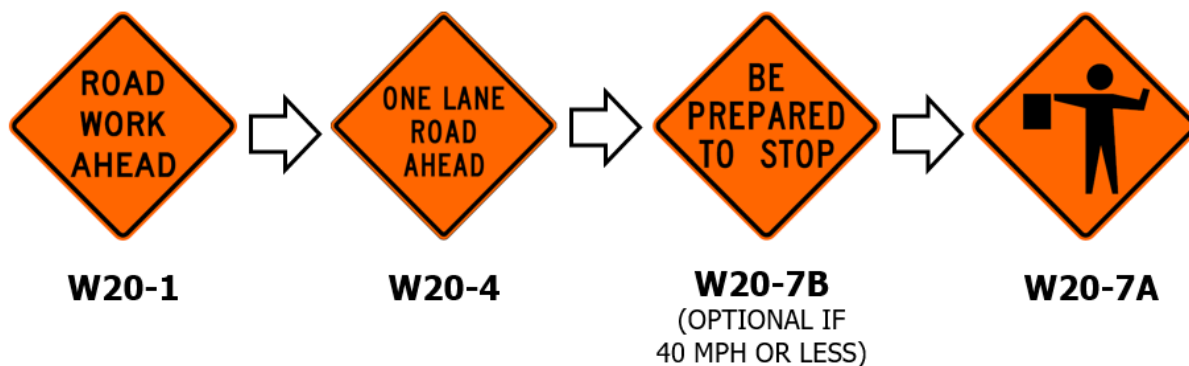 ROAD
WORK
AHEAD
ONE LANE
ROAD
AHEAD
BE
PREPARED
TO STOP
W20-1
W20-4
W20-7B
(OPTIONAL IF
40 MPH OR LESS)
W20-7A